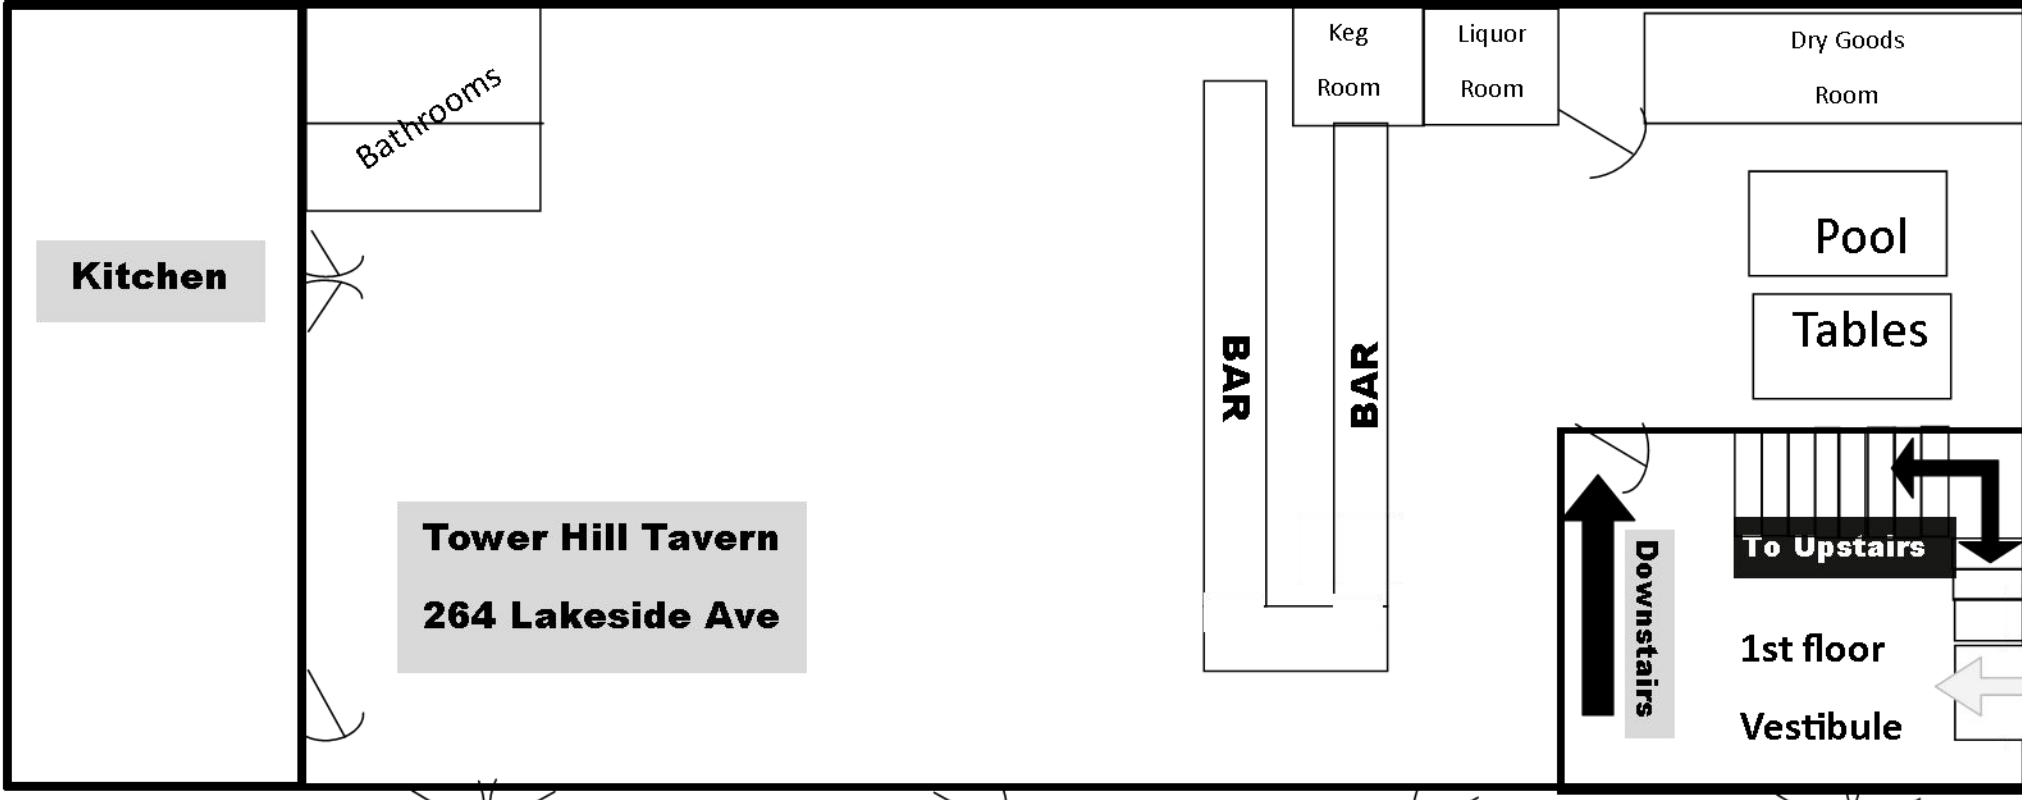 Keg
Room
Liquor
Room
Dry Goods
Room
Bathrooms
Kitchen
Pool
Tables
BAR
BAR
Tower Hill Tavern
264 Lakeside Ave
Downstairs
To Upstairs
1st floor
Vestibule